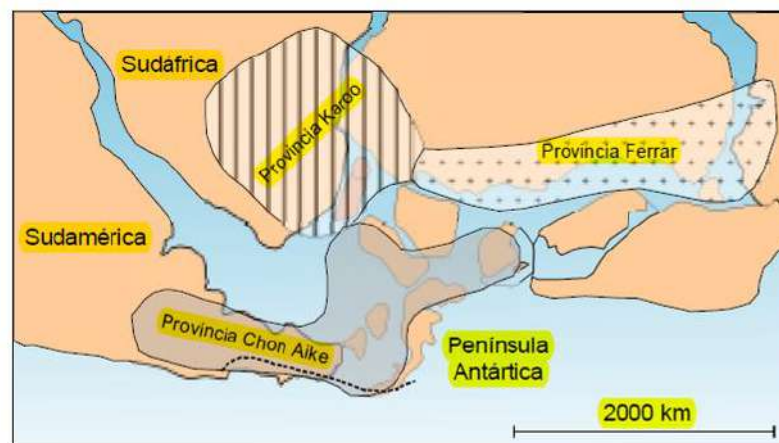 Sudáfrica
Provincia Karoo
Provincia Ferrar
Sudamérica
Provincia Chon Aike
Península
Antártica
2000 km